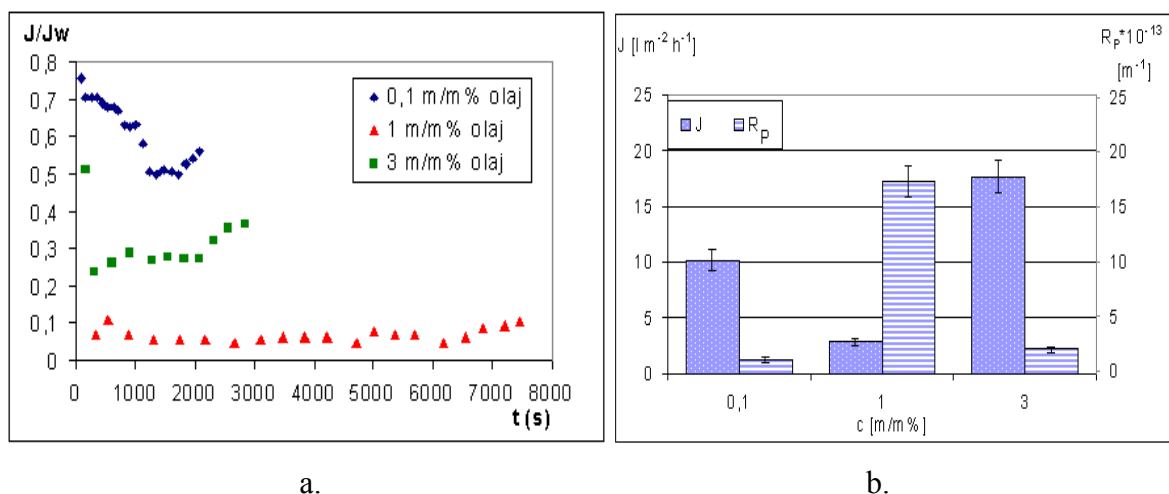 J/Jw
0,8
0,7
0,6
0,5
0,4
0,3
0,2
0,1
0
0 1000 2000 3000 4000 5000 6000 7000 8000
t (s)
0,1 m/m% olaj
1 m/m% olaj
3 m/m% olaj
a.
J [l m⁻² h⁻¹]
R_P*10⁻¹³
[m⁻¹]
25
20
15
10
5
0
J R_P
25
20
15
10
5
0
0,1 1 3
c [m/m%]
b.